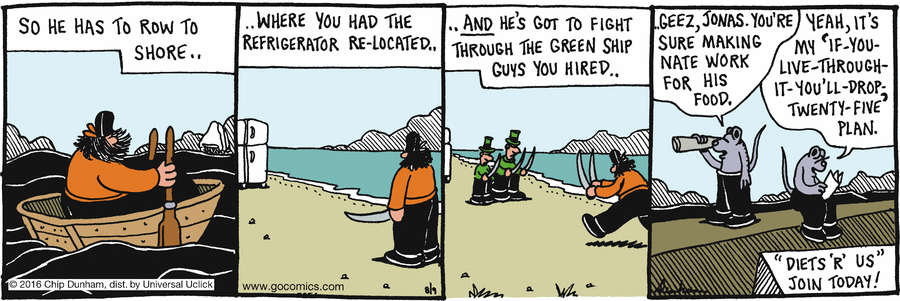 SO HE HAS TO ROW TO
SHORE..
© 2016 Chip Dunham, dist. by Universal Uclick
..WHERE YOU HAD THE
REFRIGERATOR RE-LOCATED..
www.gocomics.com
8/9
..AND HE'S GOT TO FIGHT
THROUGH THE GREEN SHIP
GUYS YOU HIRED..
..GEEZ, JONAS. YOU'RE
SURE MAKING
NATE WORK
FOR HIS
FOOD.
YEAH, IT'S
MY "IF-YOU-
LIVE-THROUGH-
IT-YOU'LL-DROP-
TWENTY-FIVE"
PLAN.
"DIETS 'R' US"
JOIN TODAY!